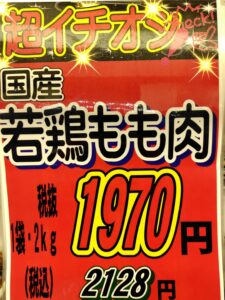 超イチオシ
check!
国産
若鶏もも肉
税抜
1袋・2kg
1970円
(税込)
2128円